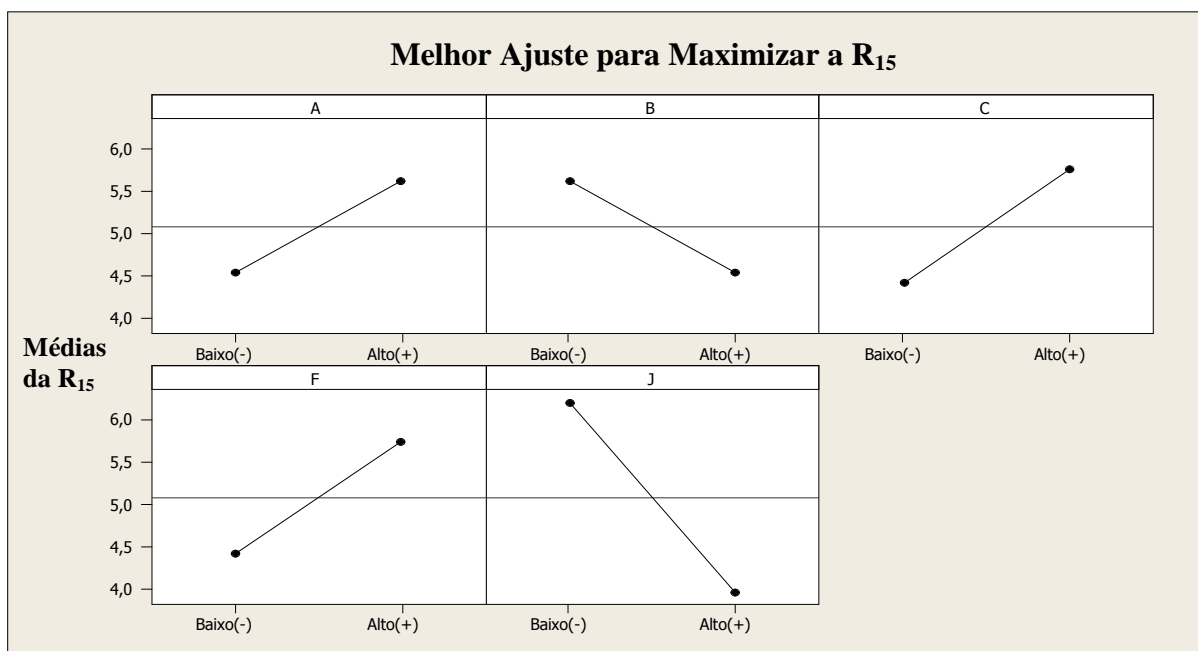 Melhor Ajuste para Maximizar a R₁₅
A B C
6,0
5,5
5,0
4,5
4,0
Baixo(-) Alto(+) Baixo(-) Alto(+) Baixo(-) Alto(+)
Médias
da R₁₅
F J
6,0
5,5
5,0
4,5
4,0
Baixo(-) Alto(+) Baixo(-) Alto(+)